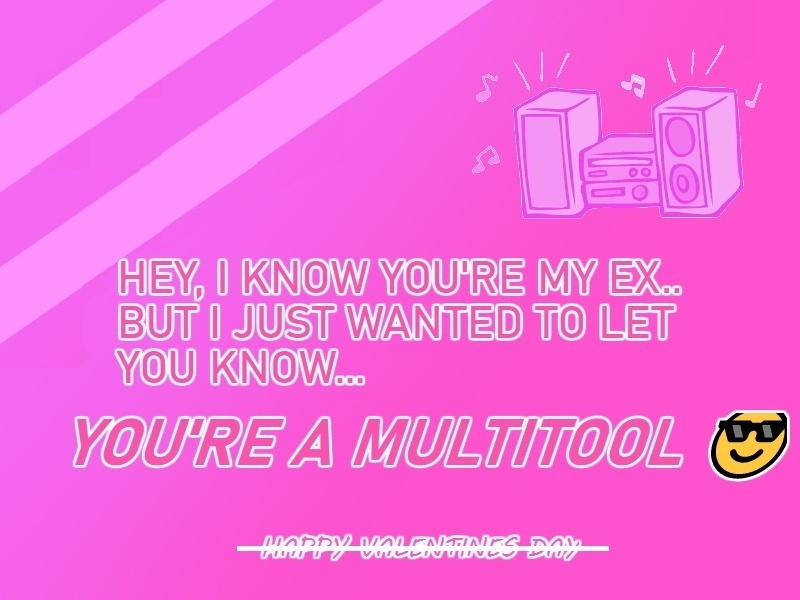 HEY, I KNOW YOU'RE MY EX..
BUT I JUST WANTED TO LET
YOU KNOW...
YOU'RE A MULTITOOL
HAPPY VALENTINES DAY